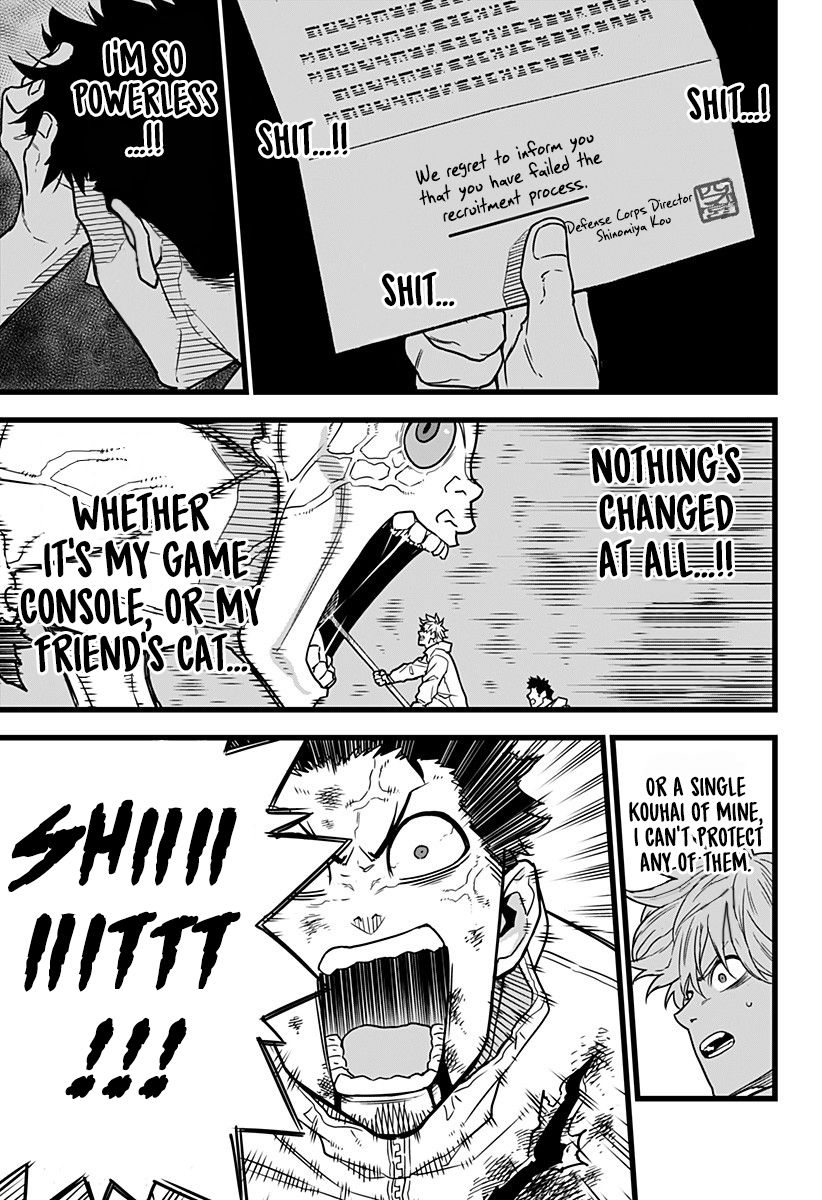 SHIT...!
We regret to inform you
that you have failed the
recruitment process.
Defense Corps Director
Shinomiya Kou
SHIT...!!
SHIT...
I'M SO
POWERLESS
...!!
NOTHING'S
CHANGED
AT ALL...!!
WHETHER
IT'S MY GAME
CONSOLE, OR MY
FRIEND'S CAT...
OR A SINGLE
KOUHAI OF MINE,
I CAN'T PROTECT
ANY OF THEM.
SHIIIII
IIIITTT
!!!